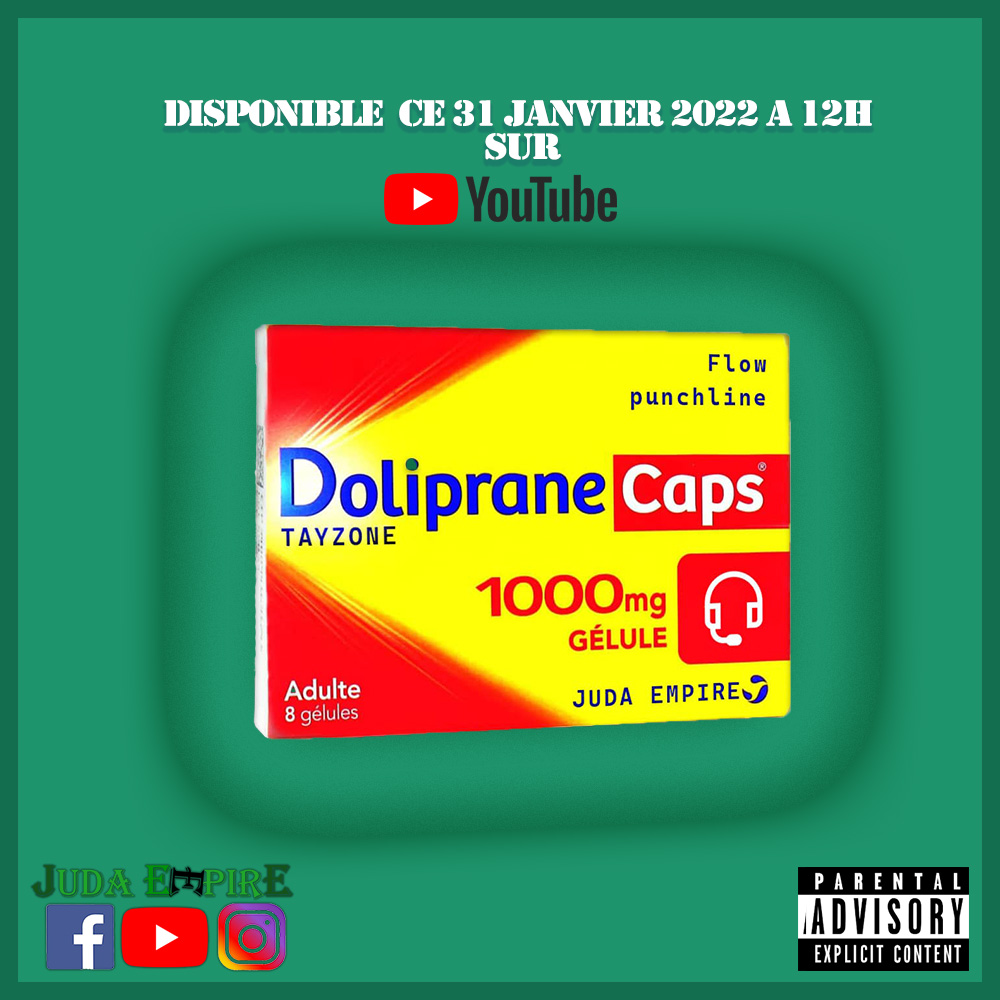 DISPONIBLE CE 31 JANVIER 2022 A 12H
SUR
YouTube
Flow
punchline
Doliprane Caps®
TAYZONE
1000mg
GÉLULE
Adulte
8 gélules
JUDA EMPIRE
JUDA EMPIRE
f
PARENTAL
ADVISORY
EXPLICIT CONTENT